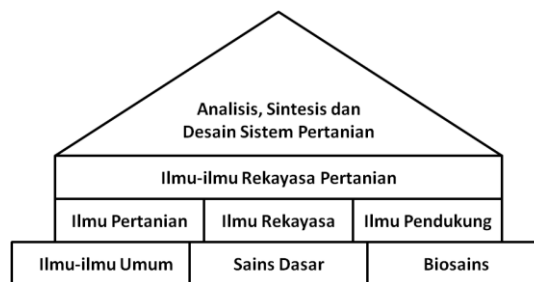 Analisis, Sintesis dan
Desain Sistem Pertanian
Ilmu-ilmu Rekayasa Pertanian
Ilmu Pertanian
Ilmu Rekayasa
Ilmu Pendukung
Ilmu-ilmu Umum
Sains Dasar
Biosains